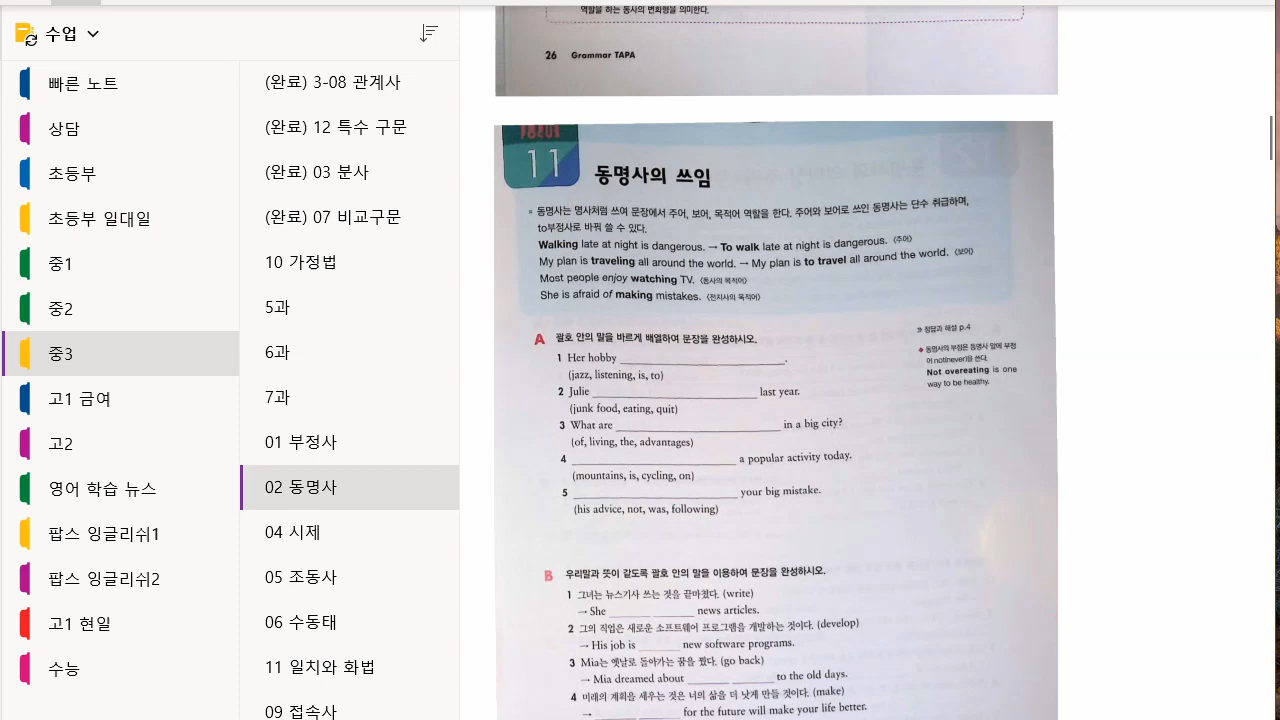 역할을 하는 동사의 변화형을 의미한다.
26 Grammar TAPA
수업
빠른 노트
상담
초등부
초등부 일대일
중1
중2
중3
고1 금여
고2
영어 학습 뉴스
팝스 잉글리쉬1
팝스 잉글리쉬2
고1 현일
수능
(완료) 3-08 관계사
(완료) 12 특수 구문
(완료) 03 분사
(완료) 07 비교구문
10 가정법
5과
6과
7과
01 부정사
02 동명사
04 시제
05 조동사
06 수동태
11 일치와 화법
09 접속사
FOCUS
11
동명사의 쓰임
동명사는 명사처럼 쓰여 문장에서 주어, 보어, 목적어 역할을 한다. 주어와 보어로 쓰인 동명사는 단수 취급하며,
to부정사로 바꿔 쓸 수 있다.
Walking late at night is dangerous. → To walk late at night is dangerous. 〈주어〉
My plan is traveling all around the world. → My plan is to travel all around the world. 〈보어〉
Most people enjoy watching TV. 〈동사의 목적어〉
She is afraid of making mistakes. 〈전치사의 목적어〉
A 괄호 안의 말을 바르게 배열하여 문장을 완성하시오.
1 Her hobby ______.
(jazz, listening, is, to)
2 Julie ______ last year.
(junk food, eating, quit)
3 What are ______ in a big city?
(of, living, the, advantages)
4 ______ a popular activity today.
(mountains, is, cycling, on)
5 ______ your big mistake.
(his advice, not, was, following)
» 정답과 해설 p.4
◆ 동명사의 부정은 동명사 앞에 부정
어 not(never)을 쓴다.
Not overeating is one
way to be healthy.
B 우리말과 뜻이 같도록 괄호 안의 말을 이용하여 문장을 완성하시오.
1 그녀는 뉴스기사 쓰는 것을 끝마쳤다. (write)
→ She ______ ______ news articles.
2 그의 직업은 새로운 소프트웨어 프로그램을 개발하는 것이다. (develop)
→ His job is ______ new software programs.
3 Mia는 옛날로 돌아가는 꿈을 꿨다. (go back)
→ Mia dreamed about ______ ______ to the old days.
4 미래의 계획을 세우는 것은 너의 삶을 더 낫게 만들 것이다. (make)
→ ______ ______ for the future will make your life better.